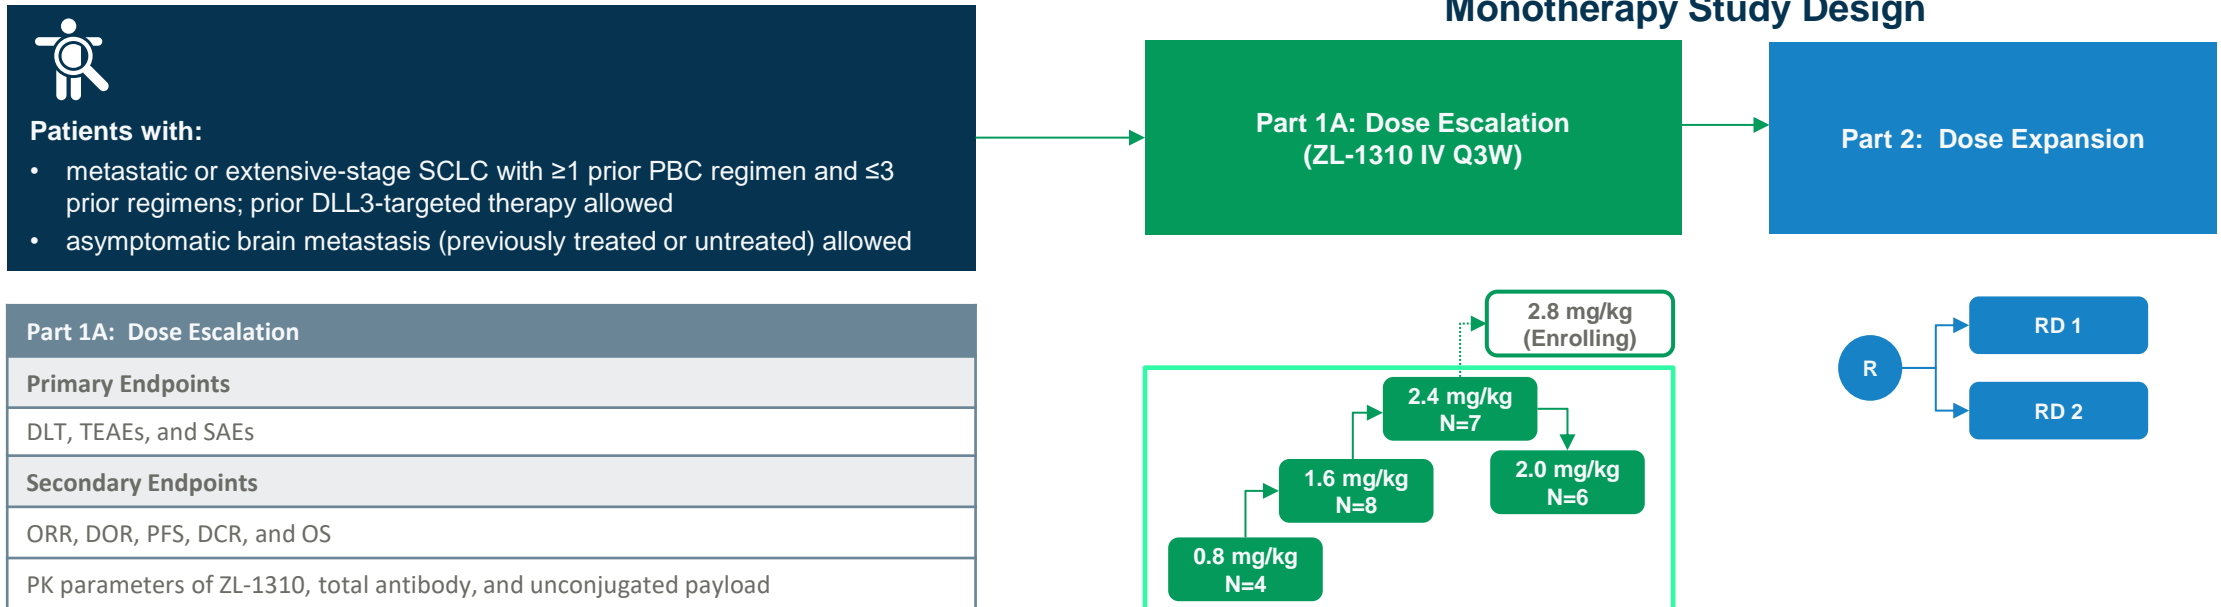 Monotherapy Study Design
Patients with:
• metastatic or extensive-stage SCLC with ≥1 prior PBC regimen and ≤3
prior regimens; prior DLL3-targeted therapy allowed
• asymptomatic brain metastasis (previously treated or untreated) allowed
Part 1A: Dose Escalation
(ZL-1310 IV Q3W)
Part 2: Dose Expansion
Part 1A: Dose Escalation
Primary Endpoints
DLT, TEAEs, and SAEs
Secondary Endpoints
ORR, DOR, PFS, DCR, and OS
PK parameters of ZL-1310, total antibody, and unconjugated payload
2.8 mg/kg
(Enrolling)
2.4 mg/kg
N=7
2.0 mg/kg
N=6
1.6 mg/kg
N=8
0.8 mg/kg
N=4
R
RD 1
RD 2